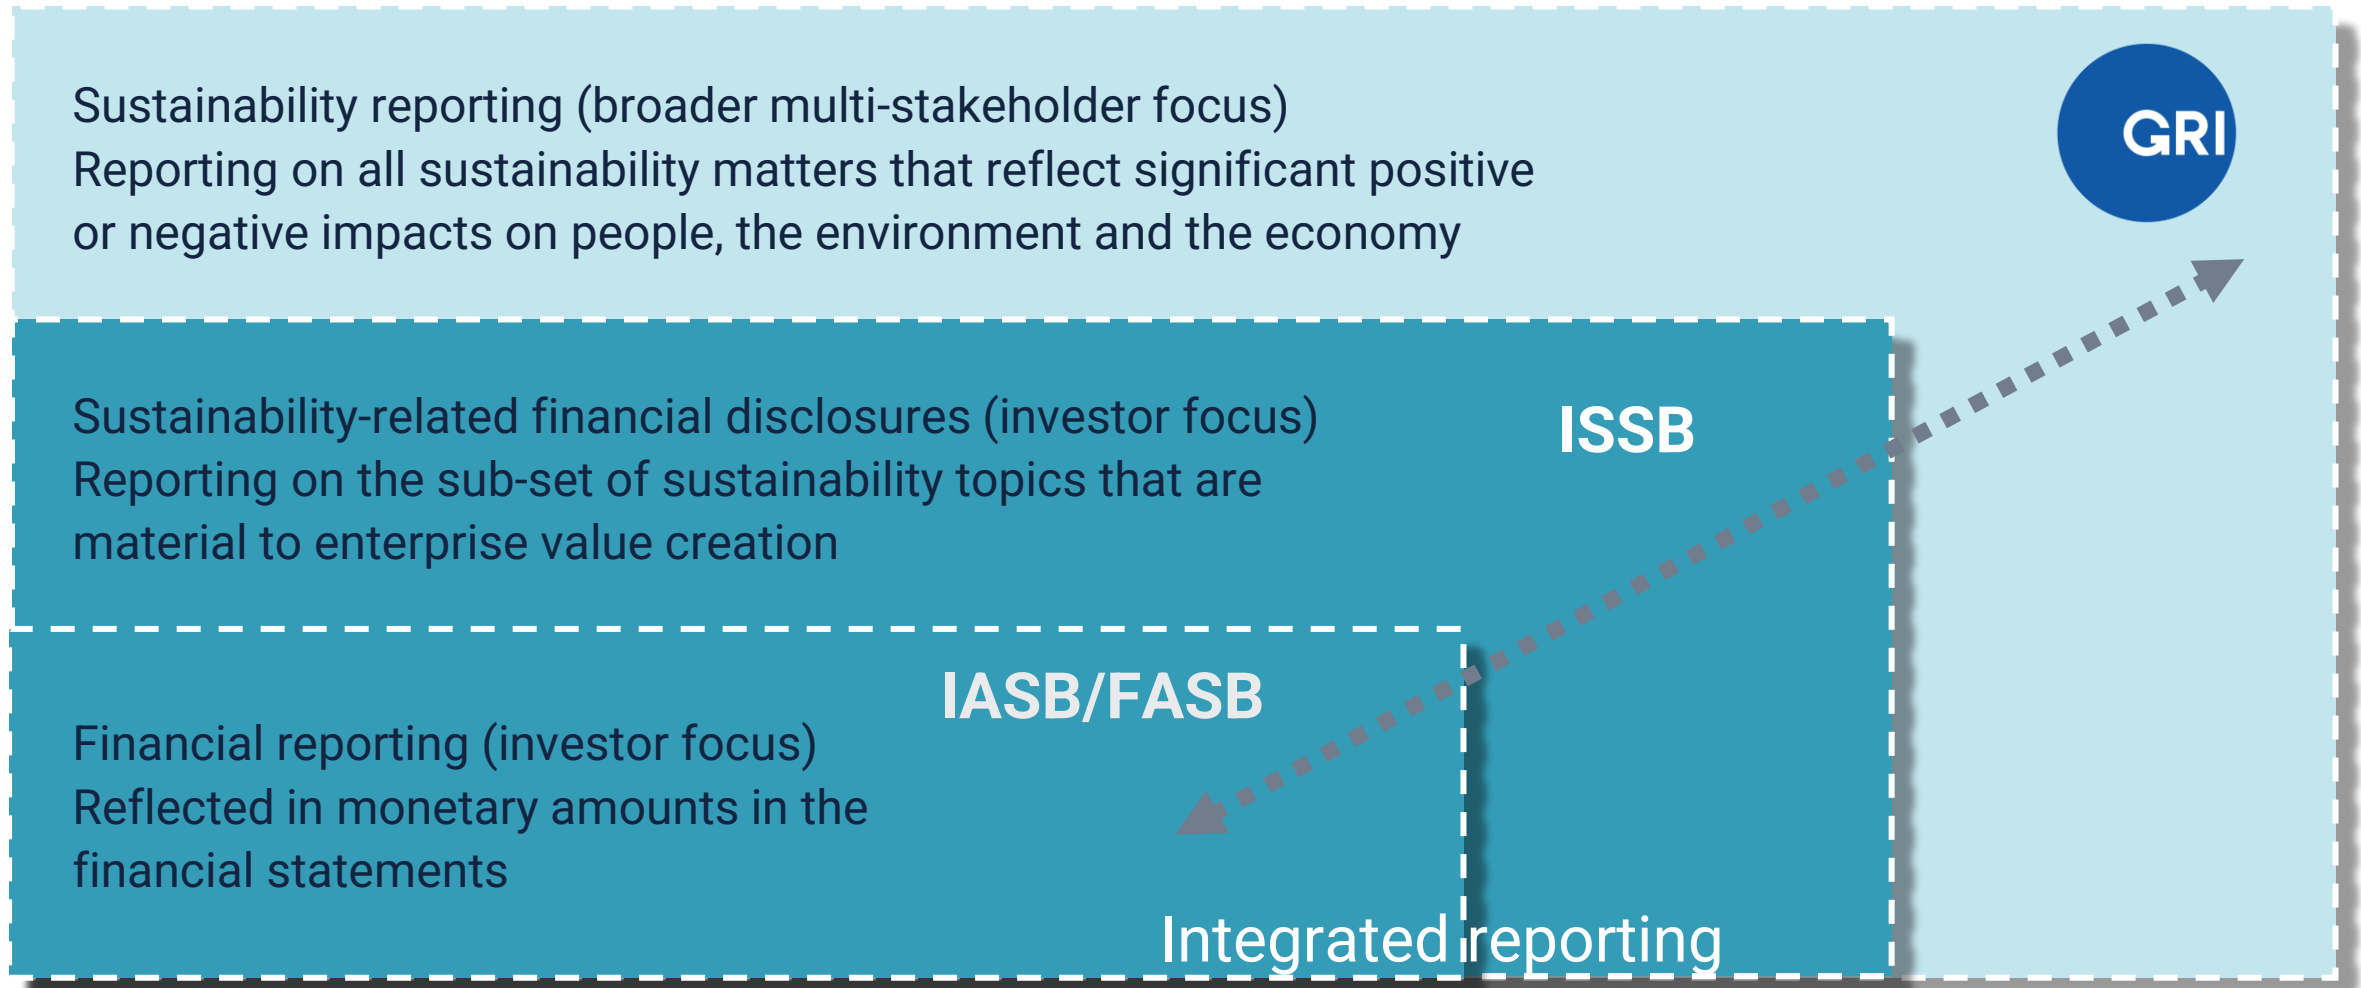 Sustainability reporting (broader multi-stakeholder focus)
GRI
Reporting on all sustainability matters that reflect significant positive
or negative impacts on people, the environment and the economy
Sustainability-related financial disclosures (investor focus)
ISSB
Reporting on the sub-set of sustainability topics that are
material to enterprise value creation
IASB/FASB
Financial reporting (investor focus)
Reflected in monetary amounts in the
financial statements
Integrated reporting